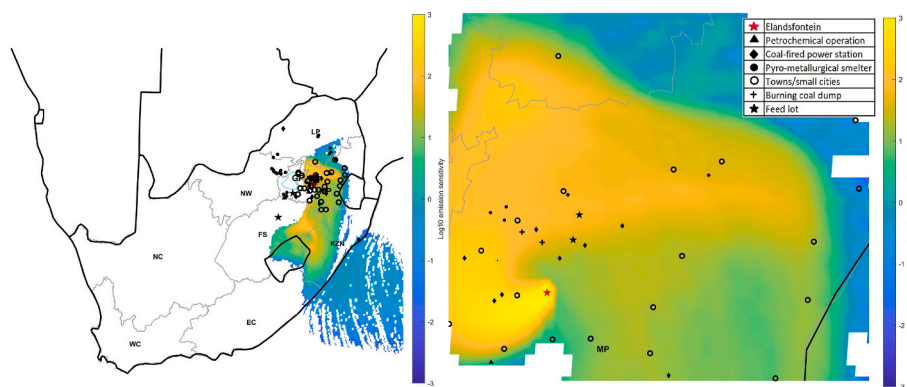 LP
GP
NW
FS
KZN
NC
EC
WC
3
2
1
0
-1
-2
-3
Log10 emission sensitivity
Elandsfontein
Petrochemical operation
Coal-fired power station
Pyro-metallurgical smelter
Towns/small cities
Burning coal dump
Feed lot
MP
3
2
1
0
-1
-2
-3